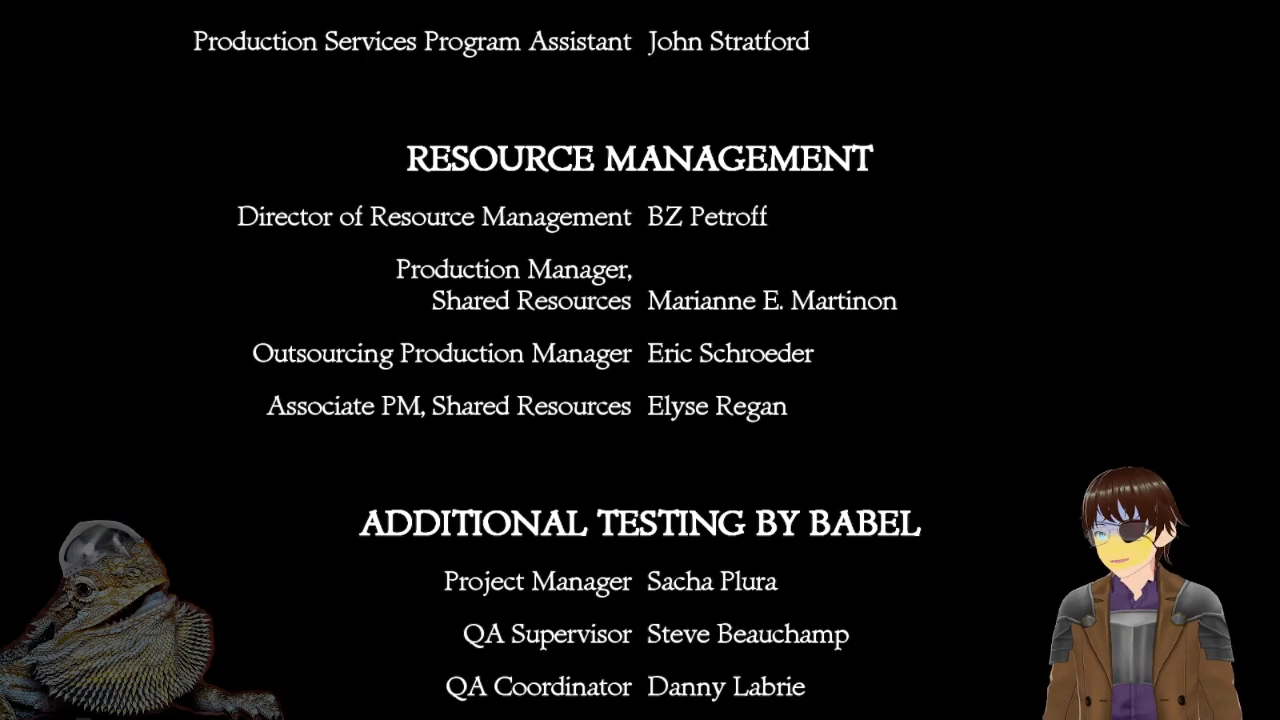 Production Services Program Assistant John Stratford
RESOURCE MANAGEMENT
Director of Resource Management BZ Petroff
Production Manager,
Shared Resources Marianne E. Martinon
Outsourcing Production Manager Eric Schroeder
Associate PM, Shared Resources Elyse Regan
ADDITIONAL TESTING BY BABEL
Project Manager Sacha Plura
QA Supervisor Steve Beauchamp
QA Coordinator Danny Labrie